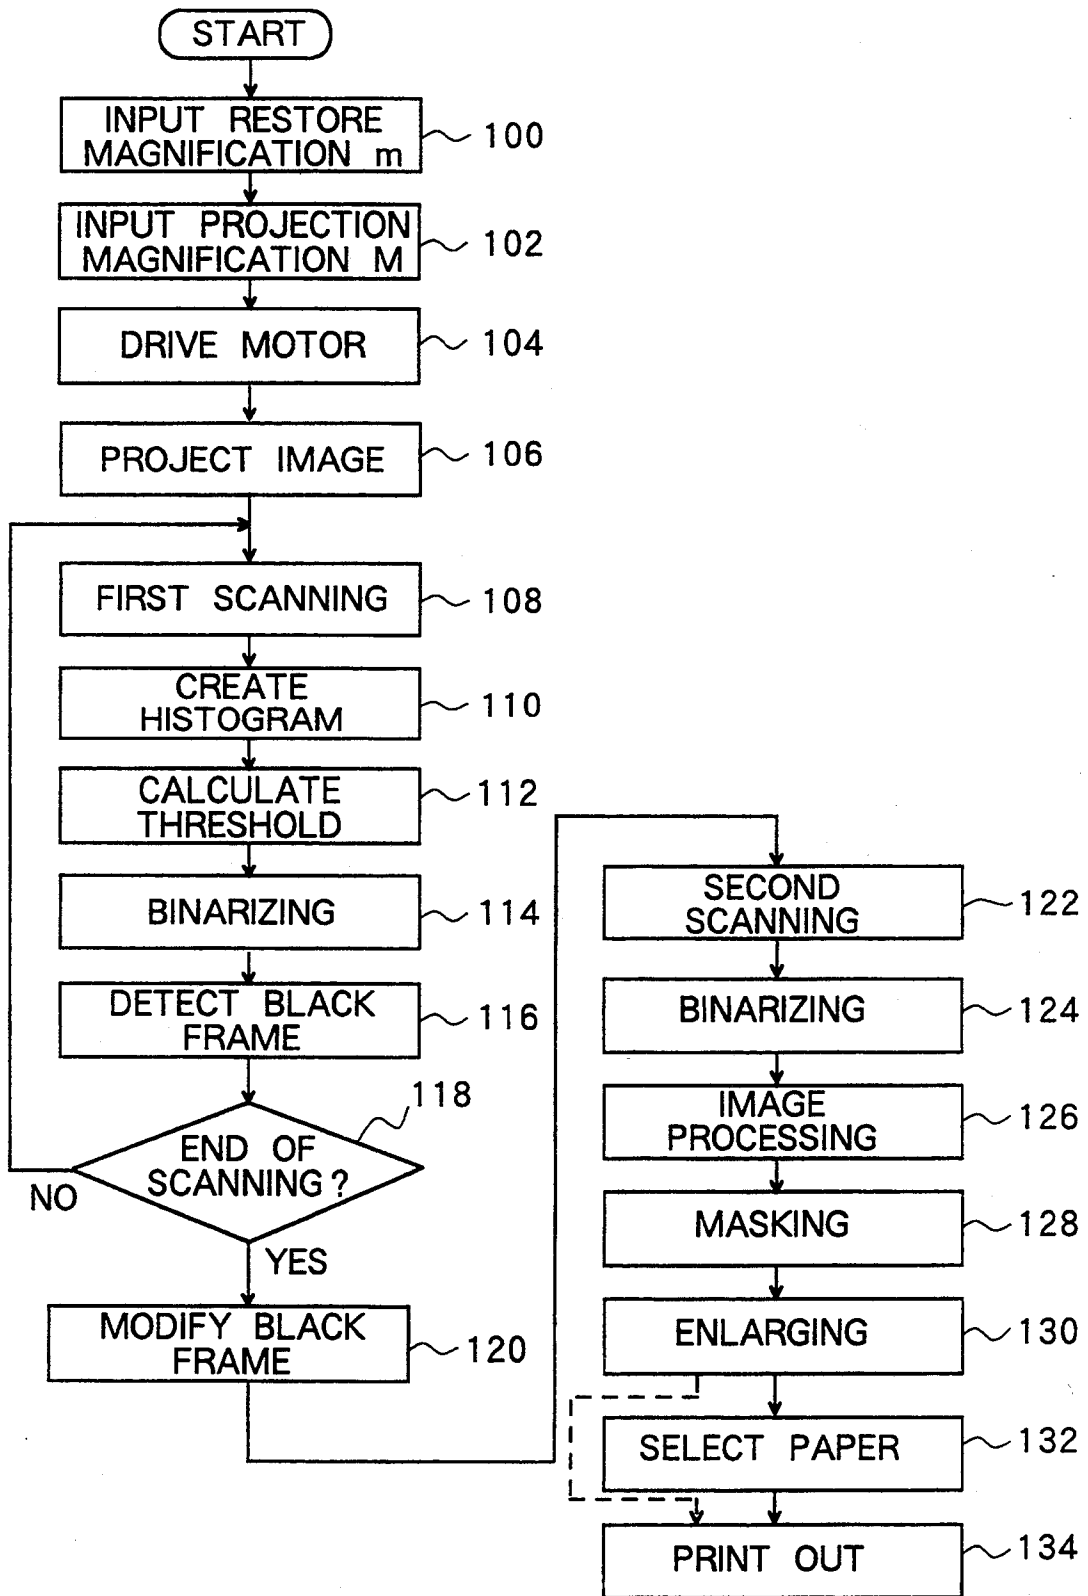 START
INPUT RESTORE
MAGNIFICATION m
100
INPUT PROJECTION
MAGNIFICATION M
102
DRIVE MOTOR
104
PROJECT IMAGE
106
FIRST SCANNING
108
CREATE
HISTOGRAM
110
CALCULATE
THRESHOLD
112
BINARIZING
114
DETECT BLACK
FRAME
116
118
END OF
SCANNING?
NO
YES
MODIFY BLACK
FRAME
120
SECOND
SCANNING
122
BINARIZING
124
IMAGE
PROCESSING
126
MASKING
128
ENLARGING
130
SELECT PAPER
132
PRINT OUT
134